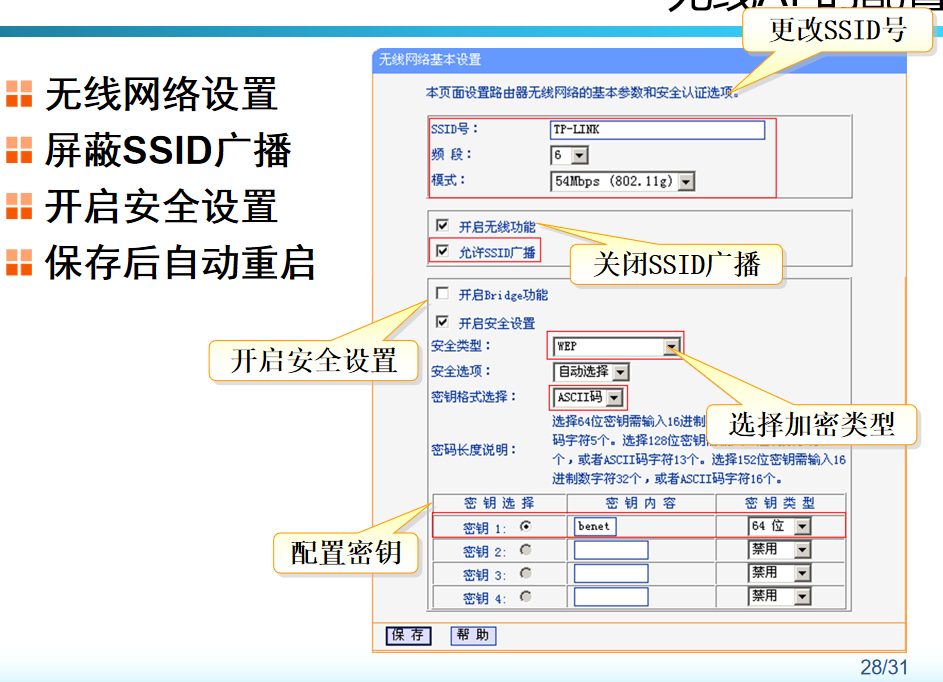 无线AP的配置
更改SSID号
无线网络设置
屏蔽SSID广播
开启安全设置
保存后自动重启
无线网络基本设置
本页面设置路由器无线网络的基本参数和安全认证选项。
SSID号： TP-LINK
频 段： 6
模式： 54Mbps (802.11g)
开启无线功能
允许SSID广播
关闭SSID广播
开启Bridge功能
开启安全设置
开启安全设置
安全类型： WEP
安全选项： 自动选择
密钥格式选择： ASCII码
选择加密类型
密码长度说明：
选择64位密钥需输入16进制
码字符5个。选择128位密钥
个，或者ASCII码字符13个。选择152位密钥需输入16
进制数字符32个，或者ASCII码字符16个。
密 钥 选 择 密 钥 内 容 密 钥 类 型
密钥 1: benet 64 位
密钥 2: 禁用
密钥 3: 禁用
密钥 4: 禁用
配置密钥
保 存 帮 助
28/31